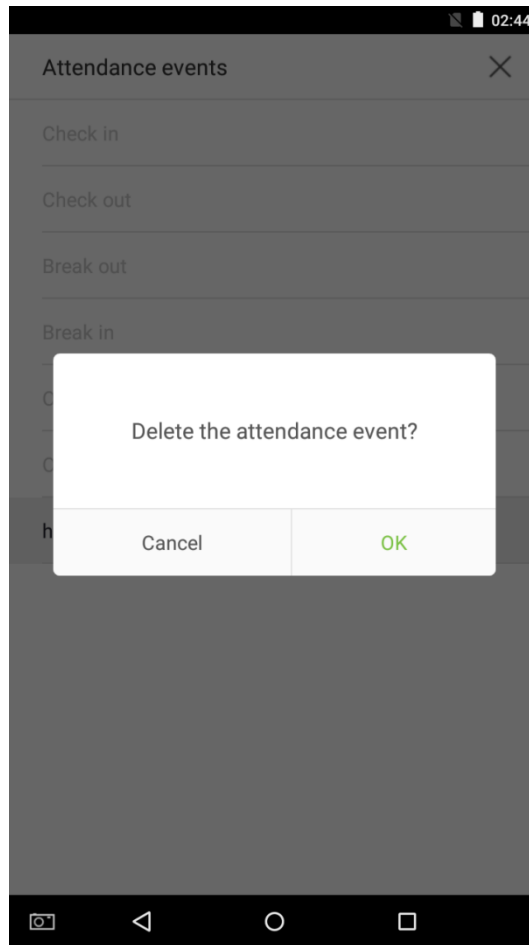 02:44
Attendance events
Check in
Check out
Break out
Break in
Delete the attendance event?
Cancel
OK